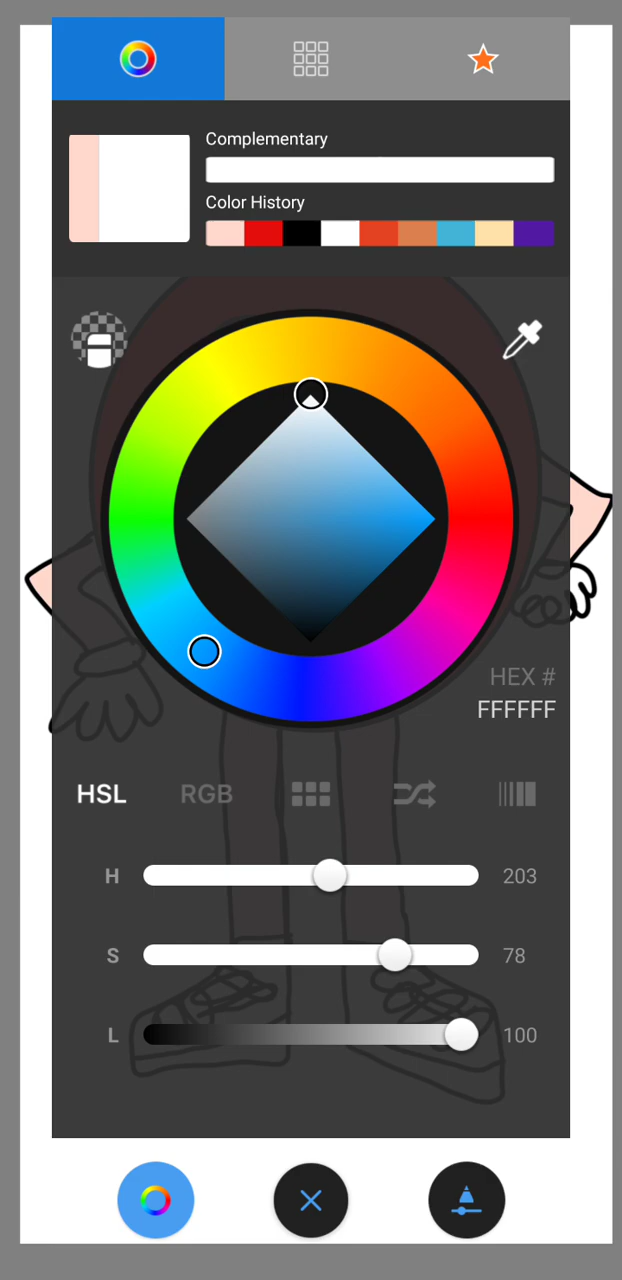 Complementary
Color History
HEX #
FFFFFF
HSL RGB
H 203
S 78
L 100